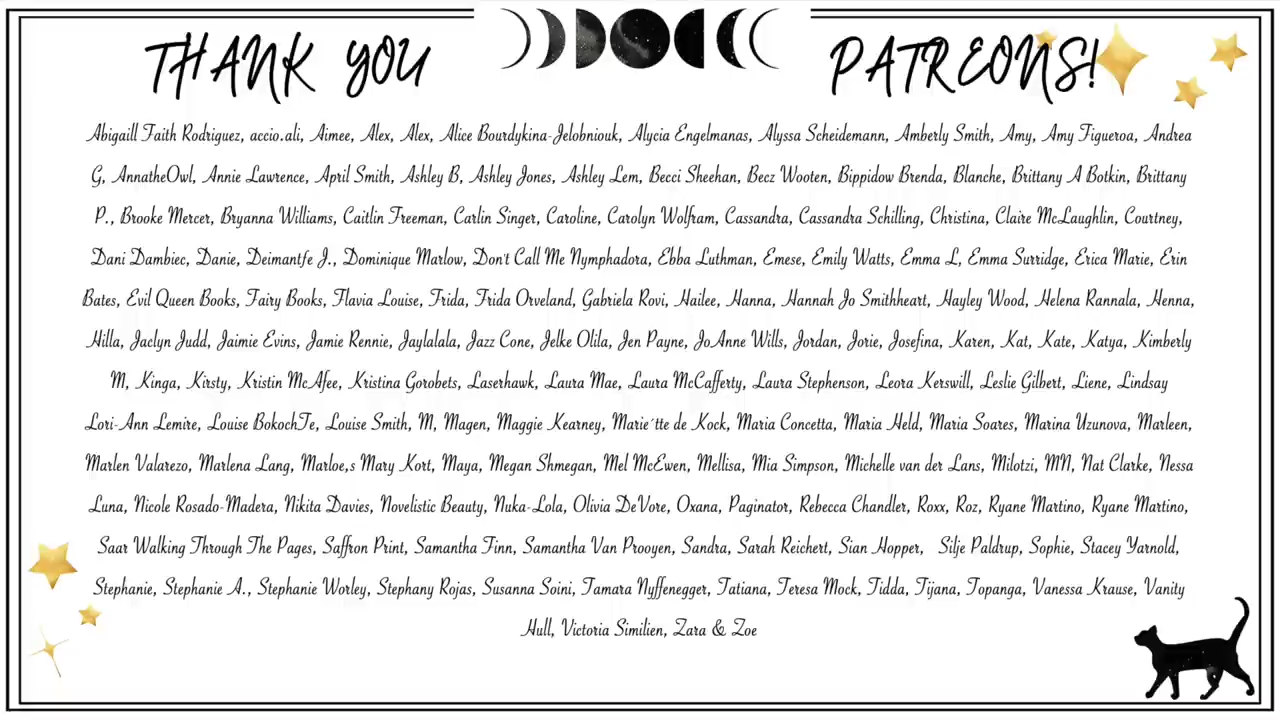 THANK YOU PATREONS!
Abigaill Faith Rodriguez, accio.ali, Aimee, Alex, Alex, Alice Bourdykina-Jelobniouk, Alycia Engelmanas, Alyssa Scheidemann, Amberly Smith, Amy, Amy Figueroa, Andrea
G, AnnatheOwl, Annie Lawrence, April Smith, Ashley B, Ashley Jones, Ashley Lem, Becci Sheehan, Becz Wooten, Bippidow Brenda, Blanche, Brittany A Botkin, Brittany
P., Brooke Mercer, Bryanna Williams, Caitlin Freeman, Carlin Singer, Caroline, Carolyn Wolfram, Cassandra, Cassandra Schilling, Christina, Claire McLaughlin, Courtney,
Dani Dambiec, Danie, Deimantfe J., Dominique Marlow, Don't Call Me Nymphadora, Ebba Luthman, Emese, Emily Watts, Emma L, Emma Surridge, Erica Marie, Erin
Bates, Evil Queen Books, Fairy Books, Flavia Louise, Frida, Frida Orveland, Gabriela Rovi, Hailee, Hanna, Hannah Jo Smithheart, Hayley Wood, Helena Rannala, Henna,
Hilla, Jaclyn Judd, Jaimie Evins, Jamie Rennie, Jaylalala, Jazz Cone, Jelke Olila, Jen Payne, JoAnne Wills, Jordan, Jorie, Josefina, Karen, Kat, Kate, Katya, Kimberly
M, Kinga, Kirsty, Kristin McAfee, Kristina Gorobets, Laserhawk, Laura Mae, Laura McCafferty, Laura Stephenson, Leora Kerswill, Leslie Gilbert, Liene, Lindsay
Lori-Ann Lemire, Louise BokochTe, Louise Smith, M, Magen, Maggie Kearney, Marie´tte de Kock, Maria Concetta, Maria Held, Maria Soares, Marina Uzunova, Marleen,
Marlen Valarezo, Marlena Lang, Marloe,s Mary Kort, Maya, Megan Shmegan, Mel McEwen, Mellisa, Mia Simpson, Michelle van der Lans, Milotzi, MN, Nat Clarke, Nessa
Luna, Nicole Rosado-Madera, Nikita Davies, Novelistic Beauty, Nuka-Lola, Olivia DeVore, Oxana, Paginator, Rebecca Chandler, Roxx, Roz, Ryane Martino, Ryane Martino,
Saar Walking Through The Pages, Saffron Print, Samantha Finn, Samantha Van Prooyen, Sandra, Sarah Reichert, Sian Hopper, Silje Paldrup, Sophie, Stacey Yarnold,
Stephanie, Stephanie A., Stephanie Worley, Stephany Rojas, Susanna Soini, Tamara Nyffenegger, Tatiana, Teresa Mock, Tidda, Tijana, Topanga, Vanessa Krause, Vanity
Hull, Victoria Similien, Zara & Zoe